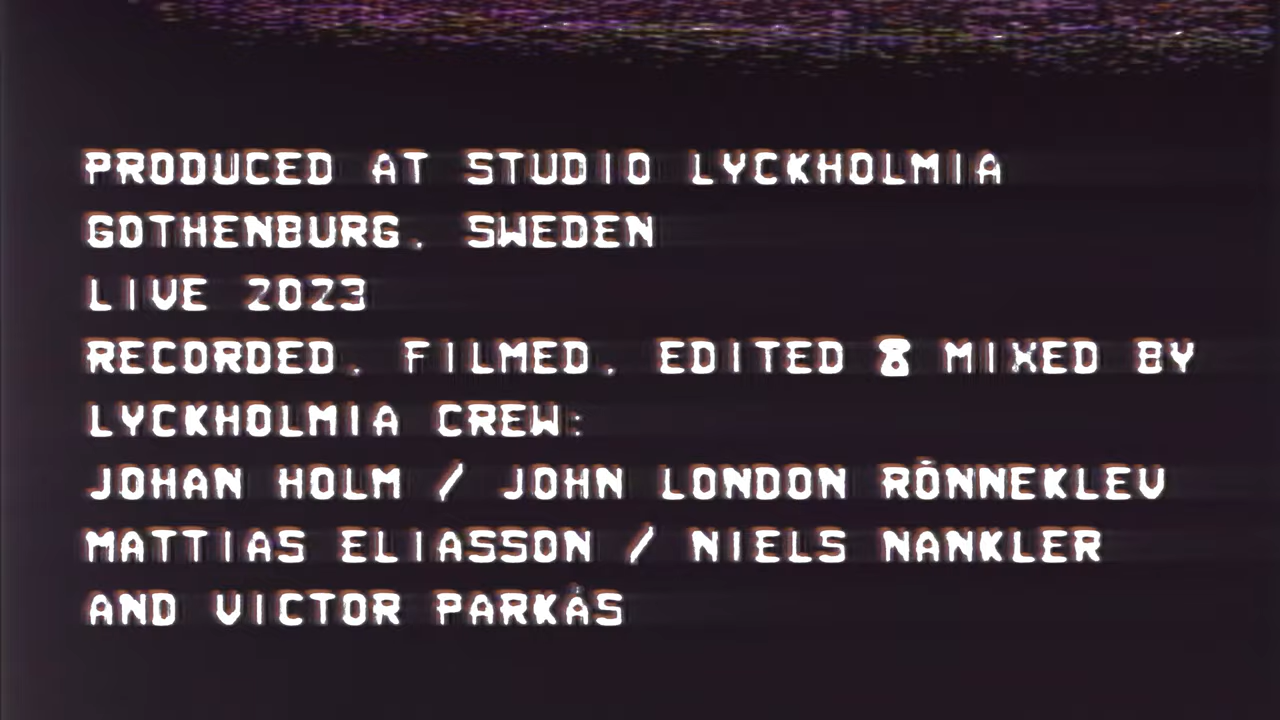 PRODUCED AT STUDIO LYCKHOLMIA
GOTHENBURG, SWEDEN
LIVE 2023
RECORDED, FILMED, EDITED & MIXED BY
LYCKHOLMIA CREW:
JOHAN HOLM / JOHN LONDON RÖNNEKLEV
MATTIAS ELIASSON / NIELS NANKLER
AND VICTOR PARKÅS